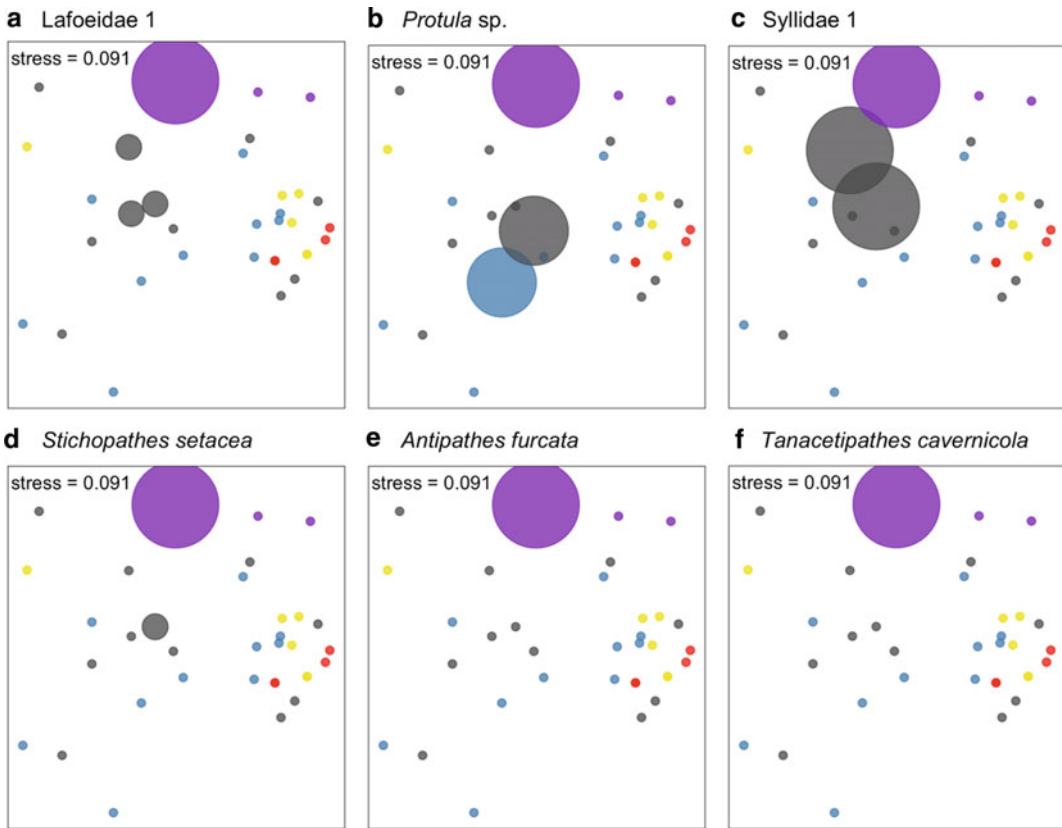 a Lafoeidae 1
b Protula sp.
c Syllidae 1
stress = 0.091
stress = 0.091
stress = 0.091
d Stichopathes setacea
e Antipathes furcata
f Tanacetipathes cavernicola
stress = 0.091
stress = 0.091
stress = 0.091